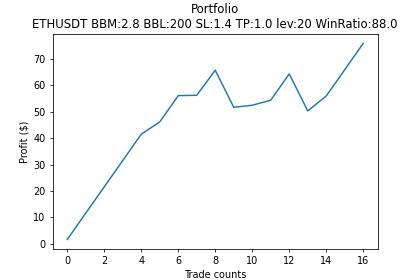 Portfolio
ETHUSDT BBM:2.8 BBL:200 SL:1.4 TP:1.0 lev:20 WinRatio:88.0
70
60
50
40
30
20
10
0
Profit ($)
0 2 4 6 8 10 12 14 16
Trade counts